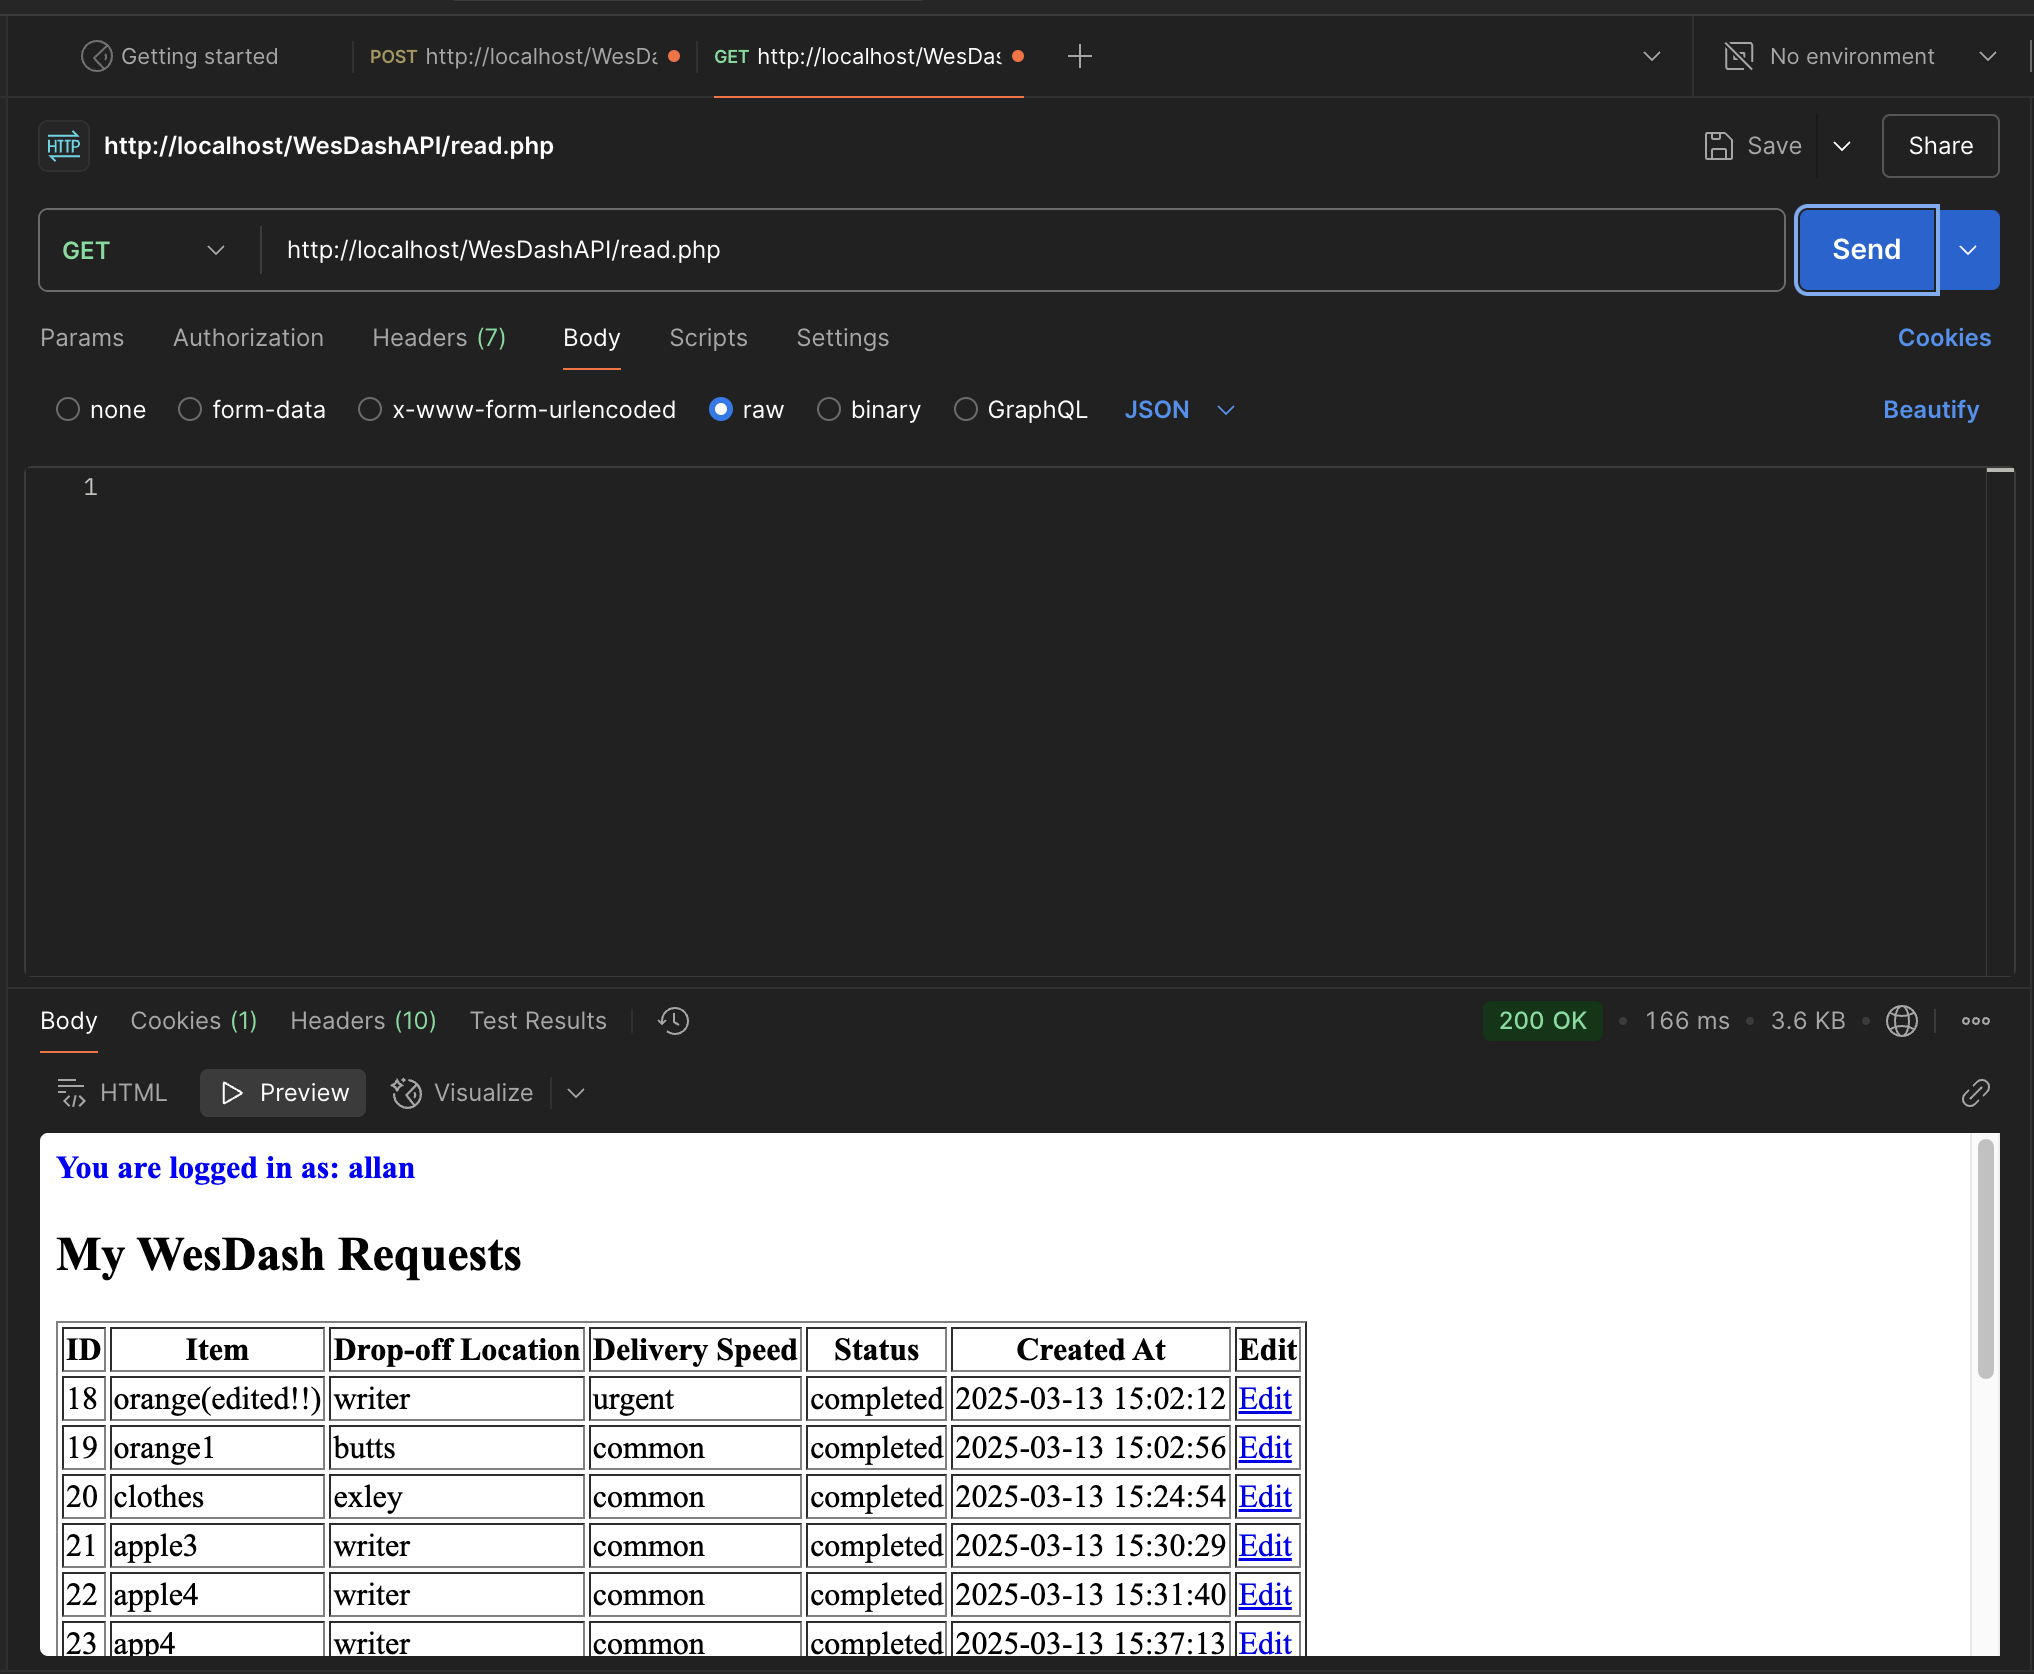 Getting started POST http://localhost/WesDa GET http://localhost/WesDas No environment
HTTP http://localhost/WesDashAPI/read.php Save Share
GET http://localhost/WesDashAPI/read.php Send
Params Authorization Headers (7) Body Scripts Settings Cookies
none form-data x-www-form-urlencoded raw binary GraphQL JSON Beautify
1
Body Cookies (1) Headers (10) Test Results 200 OK • 166 ms • 3.6 KB •
HTML Preview Visualize
You are logged in as: allan
My WesDash Requests
ID Item Drop-off Location Delivery Speed Status Created At Edit
18 orange(edited!!) writer urgent completed 2025-03-13 15:02:12 Edit
19 orange1 butts common completed 2025-03-13 15:02:56 Edit
20 clothes exley common completed 2025-03-13 15:24:54 Edit
21 apple3 writer common completed 2025-03-13 15:30:29 Edit
22 apple4 writer common completed 2025-03-13 15:31:40 Edit
23 app4 writer common completed 2025-03-13 15:37:13 Edit